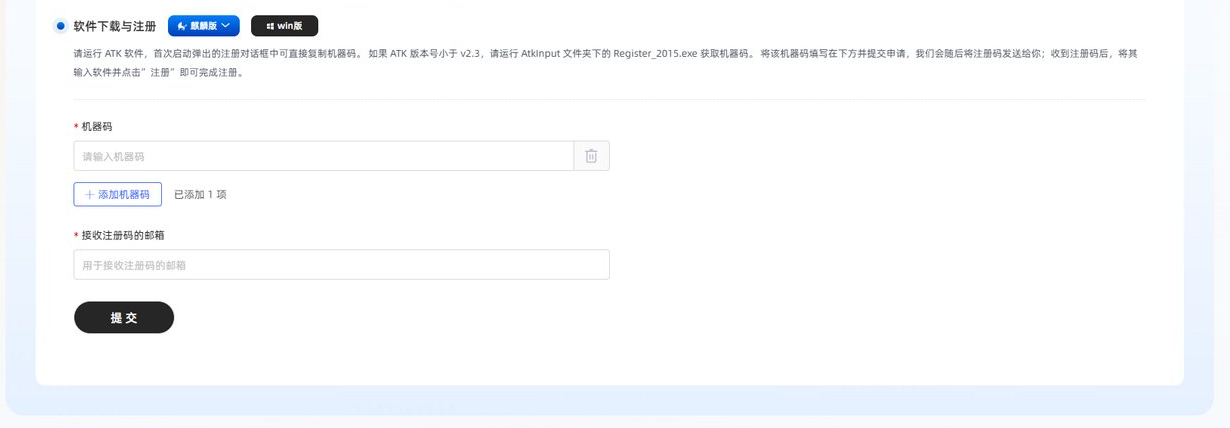 软件下载与注册 麒麟版 win版
请运行 ATK 软件，首次启动弹出的注册对话框中可直接复制机器码。 如果 ATK 版本号小于 v2.3，请运行 AtkInput 文件夹下的 Register_2015.exe 获取机器码。 将该机器码填写在下方并提交申请，我们会随后将注册码发送给你；收到注册码后，将其
输入软件并点击”注册”即可完成注册。
* 机器码
请输入机器码
+ 添加机器码 已添加 1 项
* 接收注册码的邮箱
用于接收注册码的邮箱
提 交